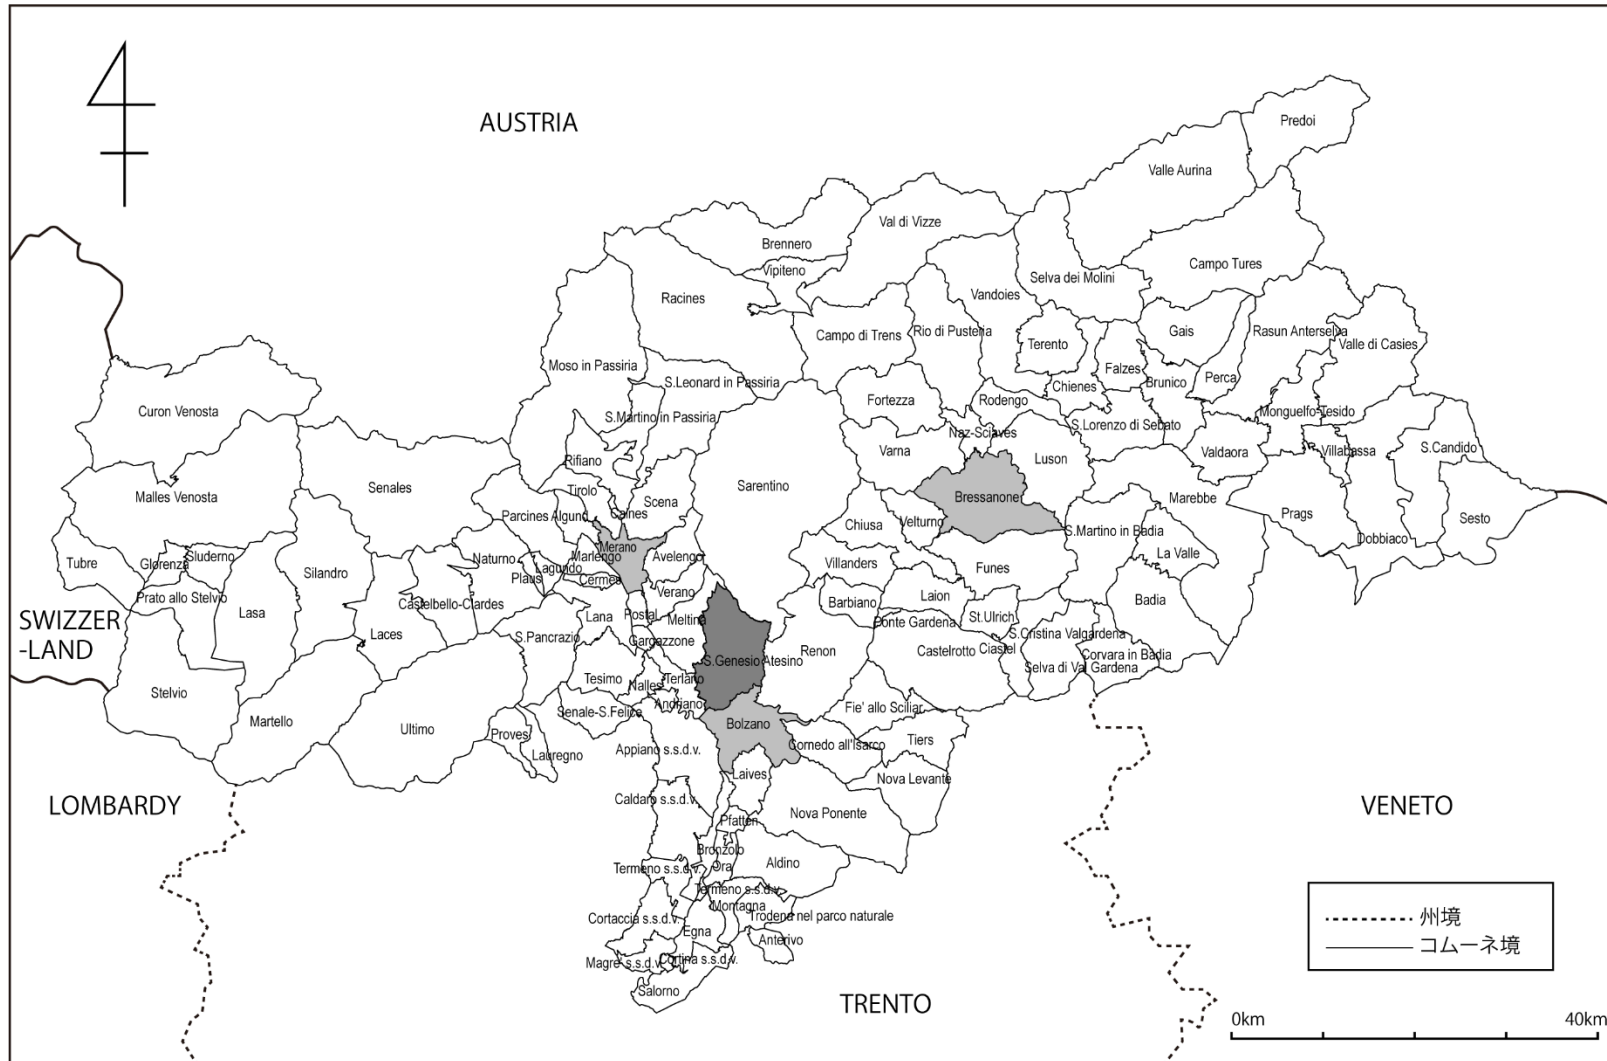 AUSTRIA
Predoi
Valle Aurina
Val di Vizze
Brennero
Campo Tures
Vipiteno
Selva dei Molini
Racines
Vandoies
Campo di Trens
Rio di Pusteria
Gais
Rasun Anterselva
Terento
Valle di Casies
Moso in Passiria
Falzes
S.Leonard in Passiria
Chienes
Brunico
Perca
Fortezza
Rodengo
Curon Venosta
Monguelfo-Tesido
S.Martino in Passiria
S.Lorenzo di Sebato
Naz-Sciaves
Varna
Luson
Valdaora
Villabassa
S.Candido
Rifiano
Senales
Sarentino
Tirolo
Scena
Malles Venosta
Bressanone
Marebbe
Parcines
Algund
Caines
Prags
Sesto
Chiusa
Velturno
S.Martino in Badia
Dobbiaco
Merano
Marlengo
Avelengo
La Valle
Sluderno
Tubre
Glorenza
Naturno
Lagundo
Villanders
Funes
Silandro
Plaus
Cermes
Verano
Prato allo Stelvio
Laion
Badia
Barbiano
Castelbello-Ciardes
Lasa
Lana
Postal
Meltina
St.Ulrich
SWIZZER
-LAND
Ponte Gardena
Laces
S.Pancrazio
Gargazzone
S.Cristina Valgardena
Renon
Castelrotto
Ciastel
Corvara in Badia
S.Genesio Atesino
Selva di Val Gardena
Tesimo
Nalles
Terlano
Stelvio
Andriano
Fie' allo Sciliar
Senale-S.Felice
Martello
Ultimo
Proves
Bolzano
Tiers
Lauregno
Appiano s.s.d.v.
Cornedo all'Isarco
Laives
Nova Levante
LOMBARDY
Caldaro s.s.d.v.
VENETO
Nova Ponente
Pfatten
Bronzolo
Termeno s.s.d.v.
Ora
Aldino
Termeno s.s.d.v.
Montagna
Cortaccia s.s.d.v.
Trodena nel parco naturale
州境
Egna
Anterivo
コムーネ境
Magre' s.s.d.v.
Cortina s.s.d.v.
Salorno
TRENTO
0km
40km